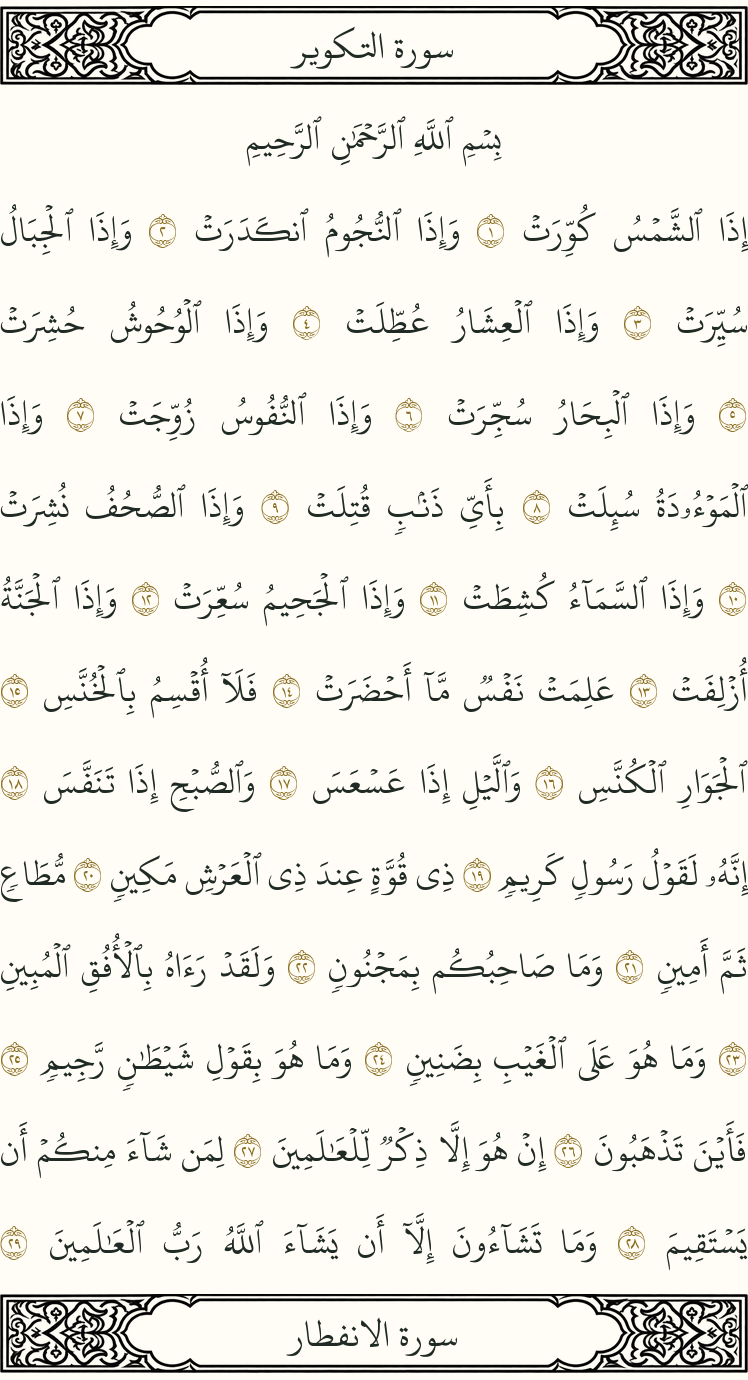 سورة التكوير
بِسۡمِ ٱللَّهِ ٱلرَّحۡمَٰنِ ٱلرَّحِيمِ
إِذَا ٱلشَّمۡسُ كُوِّرَتۡ ١ وَإِذَا ٱلنُّجُومُ ٱنكَدَرَتۡ ٢ وَإِذَا ٱلۡجِبَالُ
سُيِّرَتۡ ٣ وَإِذَا ٱلۡعِشَارُ عُطِّلَتۡ ٤ وَإِذَا ٱلۡوُحُوشُ حُشِرَتۡ
٥ وَإِذَا ٱلۡبِحَارُ سُجِّرَتۡ ٦ وَإِذَا ٱلنُّفُوسُ زُوِّجَتۡ ٧ وَإِذَا
ٱلۡمَوۡءُۥدَةُ سُئِلَتۡ ٨ بِأَيِّ ذَنۢبٖ قُتِلَتۡ ٩ وَإِذَا ٱلصُّحُفُ نُشِرَتۡ
١٠ وَإِذَا ٱلسَّمَآءُ كُشِطَتۡ ١١ وَإِذَا ٱلۡجَحِيمُ سُعِّرَتۡ ١٢ وَإِذَا ٱلۡجَنَّةُ
أُزۡلِفَتۡ ١٣ عَلِمَتۡ نَفۡسٞ مَّآ أَحۡضَرَتۡ ١٤ فَلَآ أُقۡسِمُ بِٱلۡخُنَّسِ ١٥
ٱلۡجَوَارِ ٱلۡكُنَّسِ ١٦ وَٱلَّيۡلِ إِذَا عَسۡعَسَ ١٧ وَٱلصُّبۡحِ إِذَا تَنَفَّسَ ١٨
إِنَّهُۥ لَقَوۡلُ رَسُولٖ كَرِيمٖ ١٩ ذِي قُوَّةٍ عِندَ ذِي ٱلۡعَرۡشِ مَكِينٖ ٢٠ مُّطَاعٖ
ثَمَّ أَمِينٖ ٢١ وَمَا صَاحِبُكُم بِمَجۡنُونٖ ٢٢ وَلَقَدۡ رَءَاهُ بِٱلۡأُفُقِ ٱلۡمُبِينِ
٢٣ وَمَا هُوَ عَلَى ٱلۡغَيۡبِ بِضَنِينٖ ٢٤ وَمَا هُوَ بِقَوۡلِ شَيۡطَٰنٖ رَّجِيمٖ ٢٥
فَأَيۡنَ تَذۡهَبُونَ ٢٦ إِنۡ هُوَ إِلَّا ذِكۡرٞ لِّلۡعَٰلَمِينَ ٢٧ لِمَن شَآءَ مِنكُمۡ أَن
يَسۡتَقِيمَ ٢٨ وَمَا تَشَآءُونَ إِلَّآ أَن يَشَآءَ ٱللَّهُ رَبُّ ٱلۡعَٰلَمِينَ ٢٩
سورة الانفطار